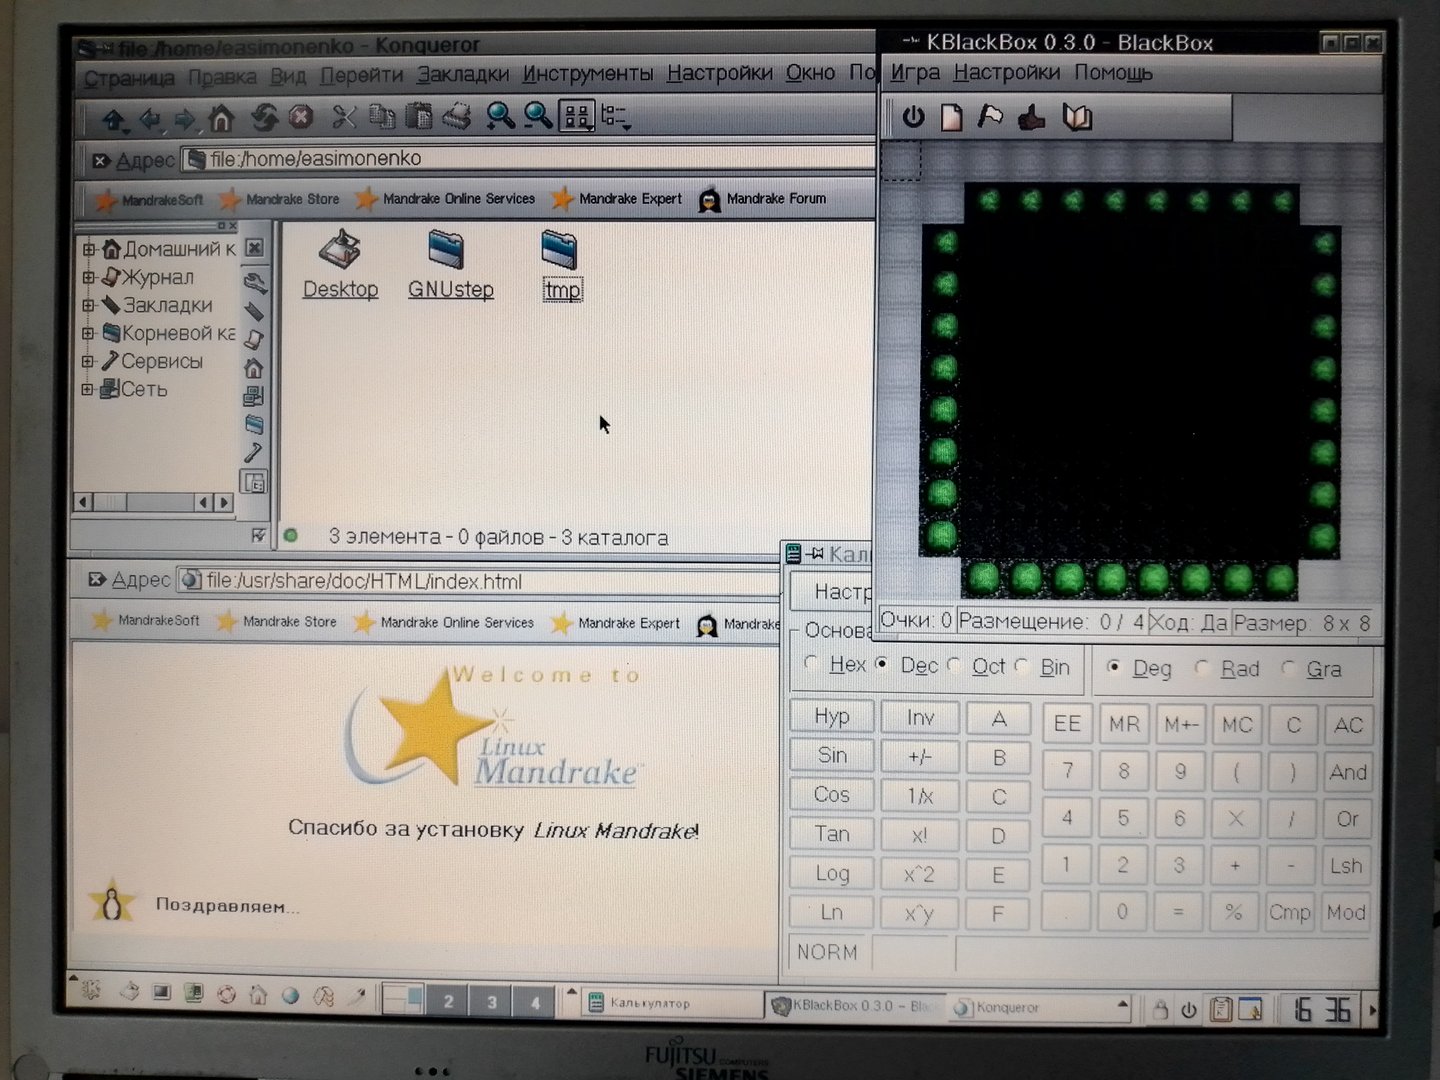 file:/home/easimonenko - Konqueror
Страница Правка Вид Перейти Закладки Инструменты Настройки Окно По
Адрес file:/home/easimonenko
MandrakeSoft Mandrake Store Mandrake Online Services Mandrake Expert Mandrake Forum
Домашний к
Журнал
Закладки
Корневой ка
Сервисы
Сеть
Desktop GNUstep tmp
3 элемента - 0 файлов - 3 каталога
KBlackBox 0.3.0 - BlackBox
Игра Настройки Помощь
Очки: 0 Размещение: 0 / 4 Ход: Да Размер: 8 x 8
Адрес file:/usr/share/doc/HTML/index.html
MandrakeSoft Mandrake Store Mandrake Online Services Mandrake Expert Mandrake
Welcome to
Linux
Mandrake
Спасибо за установку Linux Mandrake!
Поздравляем...
Кал
Настр
Основа
Hex Dec Oct Bin Deg Rad Gra
Hyp Inv A EE MR M+- MC C AC
Sin +/- B 7 8 9 ( ) And
Cos 1/x C 4 5 6 X / Or
Tan x! D 1 2 3 + - Lsh
Log x^2 E . 0 = % Cmp Mod
Ln x^y F
NORM
2 3 4 Калькулятор KBlackBox 0.3.0 - Bla Konqueror 16 36
FUJITSU COMPUTERS
SIEMENS